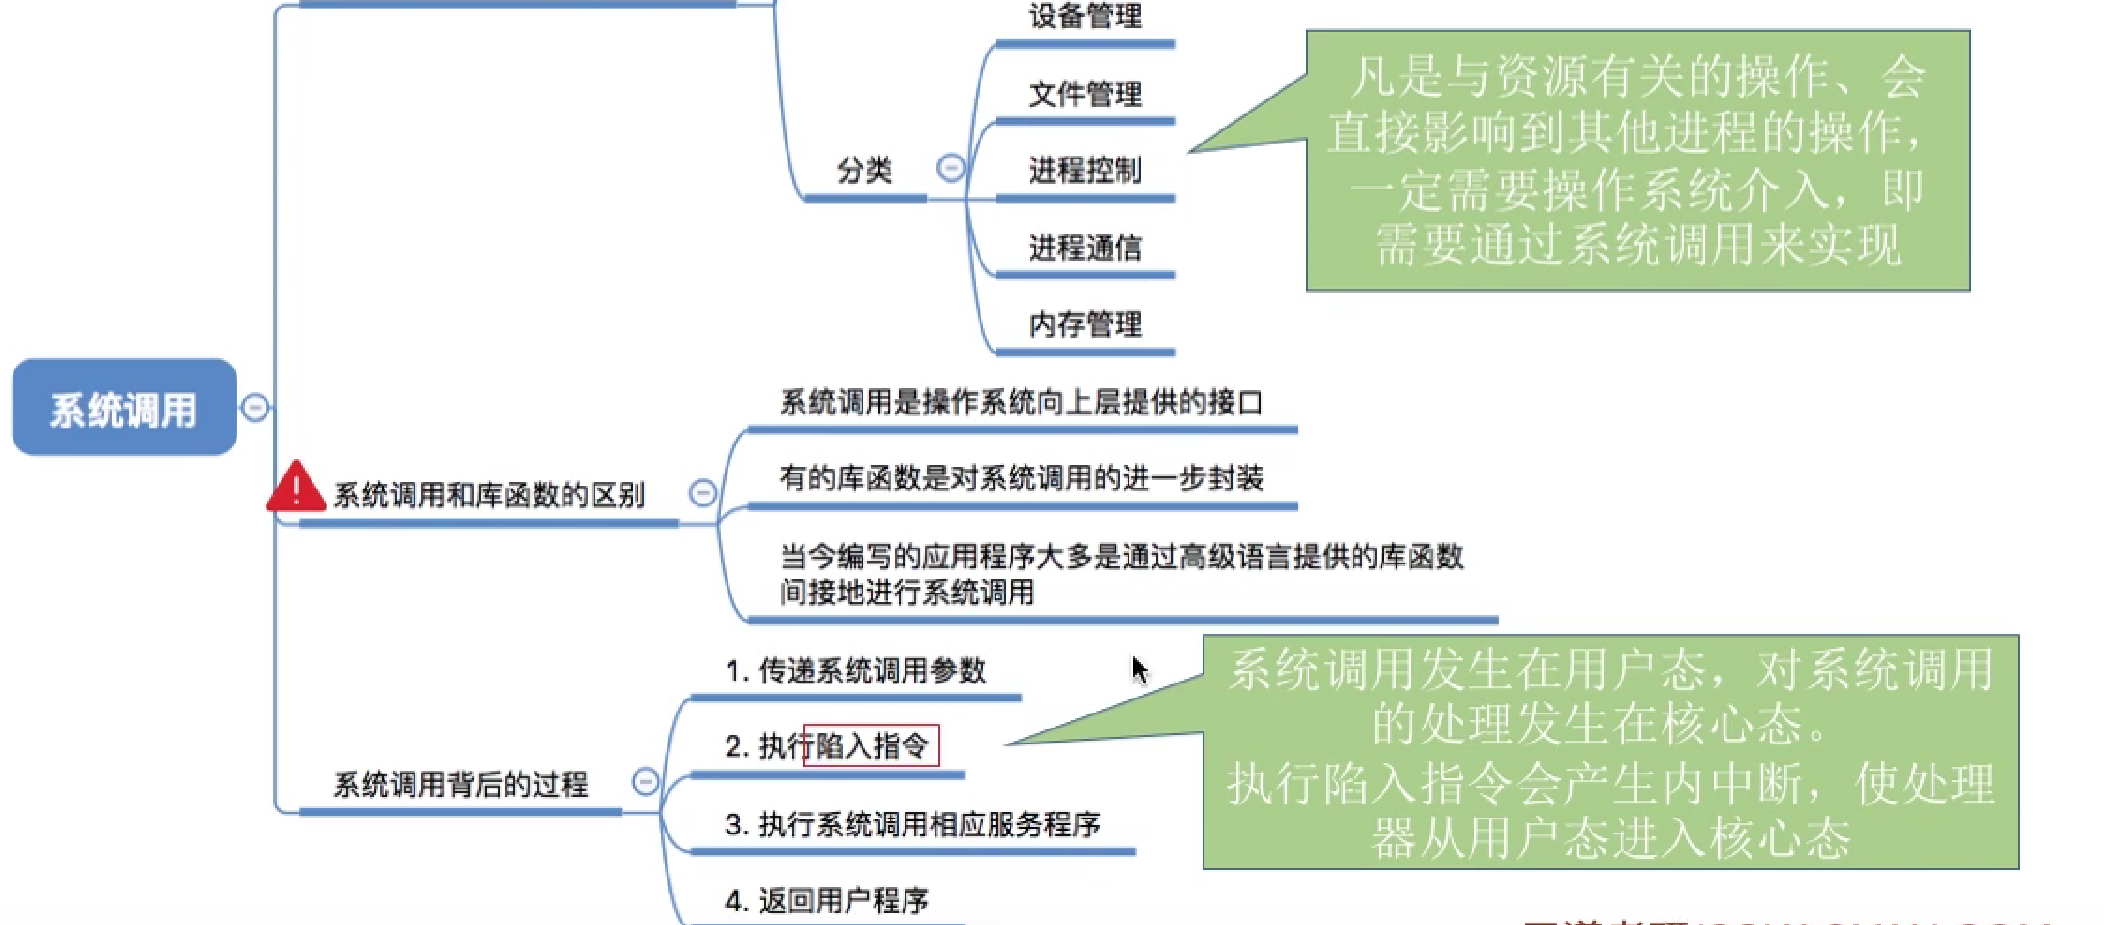 设备管理
文件管理
分类
进程控制
进程通信
内存管理
凡是与资源有关的操作、会
直接影响到其他进程的操作，
一定需要操作系统介入，即
需要通过系统调用来实现
系统调用
系统调用和库函数的区别
系统调用是操作系统向上层提供的接口
有的库函数是对系统调用的进一步封装
当今编写的应用程序大多是通过高级语言提供的库函数
间接地进行系统调用
系统调用背后的过程
1. 传递系统调用参数
2. 执行陷入指令
3. 执行系统调用相应服务程序
4. 返回用户程序
系统调用发生在用户态，对系统调用
的处理发生在核心态。
执行陷入指令会产生内中断，使处理
器从用户态进入核心态